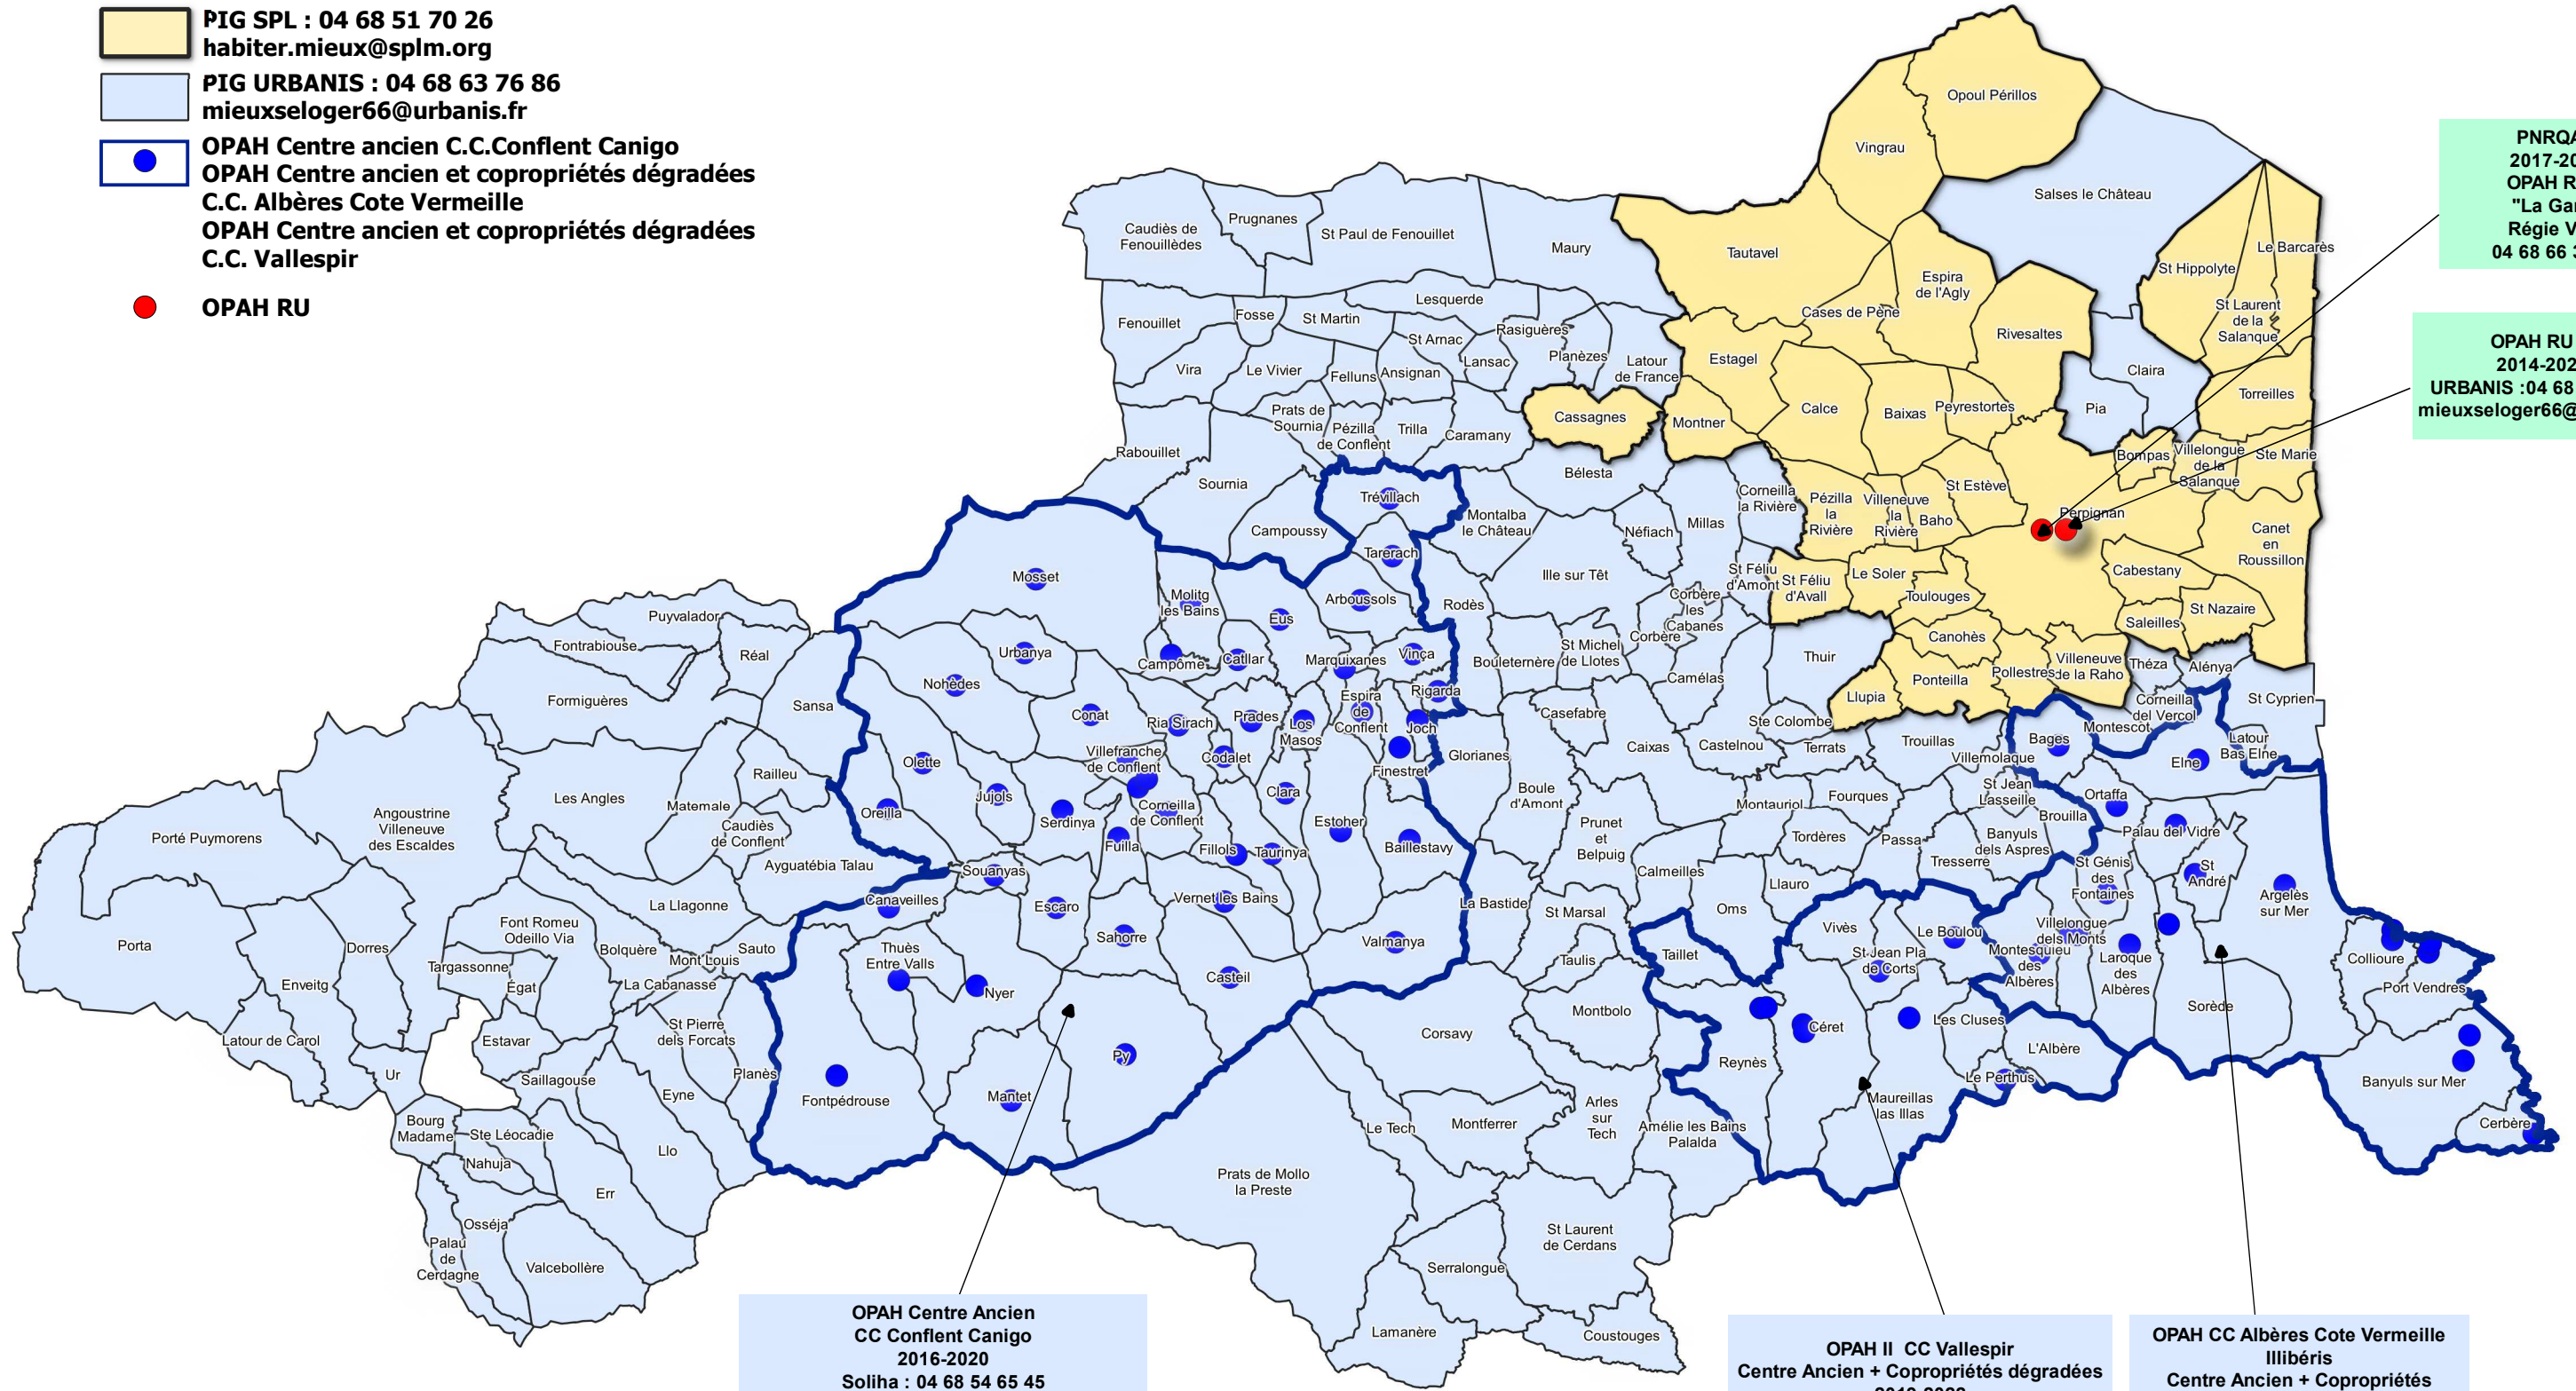 PIG SPL : 04 68 51 70 26
habiter.mieux@splm.org
PIG URBANIS : 04 68 63 76 86
mieuxseloger66@urbanis.fr
OPAH Centre ancien C.C.Conflent Canigo
OPAH Centre ancien et copropriétés dégradées
C.C. Albères Cote Vermeille
OPAH Centre ancien et copropriétés dégradées
C.C. Vallespir
OPAH RU
Opoul Périllos
Vingrau
Salses le Château
Caudiès de
Fenouillèdes
Prugnanes
St Paul de Fenouillet
Maury
Tautavel
Espira
de l'Agly
St Hippolyte
Le Barcarès
Cases de Pène
Rivesaltes
St Laurent
de la
Salanque
Fenouillet
Fosse
St Martin
Lesquerde
St Arnac
Rasiguères
Lansac
Planèzes
Latour
de France
Estagel
Claira
Vira
Le Vivier
Felluns
Ansignan
Cassagnes
Montner
Calce
Baixas
Peyrestortes
Pia
Torreilles
Prats de
Sournia
Pézilla
de Conflent
Trilla
Caramany
Rabouillet
Sournia
Bélesta
Bompas
Villelongue
de la
Salanque
Ste Marie
Campoussy
Trévillach
Montalba
le Château
Néfiach
Millas
Corneilla
la Rivière
Pézilla
la
Rivière
Villeneuve
la
Rivière
Baho
St Estève
Perpignan
Canet
en
Roussillon
Tarerach
Mosset
Molitg
les Bains
Eus
Arboussols
Rodès
Ille sur Têt
Corbère
les
Cabanes
St Féliu
d'Amont
St Féliu
d'Avall
Le Soler
Toulouges
Cabestany
St Nazaire
Saleilles
Puyvalador
Fontrabiouse
Réal
Formiguères
Sansa
Urbanya
Nohèdes
Campôme
Catllar
Marquixanes
Vinça
Rigarda
Bouleternère
St Michel
de Llotes
Corbère
Camélas
Thuir
Canohès
Llupia
Ponteilla
Pollestres
Villeneuve
de la Raho
Théza
Alénya
St Cyprien
Corneilla
del Vercol
Montescot
Conat
Ria Sirach
Prades
Los
Masos
Espira
de
Conflent
Joch
Finestret
Glorianes
Casefabre
Caixas
Ste Colombe
Castelnou
Terrats
Trouillas
Villemolaque
Bages
Elne
Latour
Bas Elne
Olette
Villefranche
de Conflent
Codalet
Railleu
Les Angles
Matemale
Caudiès
de Conflent
Ayguatébia Talau
Oreilla
Jujols
Serdinya
Corneilla
de Conflent
Clara
Estoher
Fuilla
Fillols
Taurinya
Baillestavy
Boule
d'Amont
Prunet
et
Belpuig
Montauriol
Fourques
St Jean
Lasseille
Brouilla
Ortaffa
Tordères
Passa
Banyuls
dels Aspres
Tresserre
Palau del Vidre
St
André
St Génis
des
Fontaines
Argelès
sur Mer
Porté Puymorens
Angoustrine
Villeneuve
des Escaldes
La Llagonne
Canaveilles
Souanyas
Escaro
Sahorre
Vernet les Bains
Valmanya
La Bastide
St Marsal
Taulis
Calmeilles
Llauro
Oms
Taillet
Vivès
Le Boulou
St Jean Pla
de Corts
Montesquieu
des
Albères
Villelongue
dels Monts
Laroque
des
Albères
Sorède
Collioure
Port Vendres
Porta
Dorres
Enveitg
Font Romeu
Odeillo Via
Targassonne
Egat
Bolquère
Mont Louis
Sauto
La Cabanasse
Thuès
Entre Valls
Nyer
Casteil
Latour de Carol
Estavar
Ur
Saillagouse
St Pierre
dels Forcats
Planès
Eyne
Fontpédrouse
Mantet
Py
Corsavy
Montbolo
Reynès
Céret
Les Cluses
L'Albère
Le Perthus
Maureillas
las Illas
Banyuls sur Mer
Cerbère
Bourg
Madame
Ste Léocadie
Nahuja
Llo
Err
Osséja
Palau
de
Cerdagne
Valcebollère
Le Tech
Montferrer
Arles
sur
Tech
Amélie les Bains
Palalda
Prats de Mollo
la Preste
St Laurent
de Cerdans
Serralongue
Lamanère
Coustouges
PNRQA
2017-20
OPAH R
"La Ga
Régie V
04 68 66
OPAH RU
2014-202
URBANIS :04 68
mieuxseloger66@
OPAH Centre Ancien
CC Conflent Canigo
2016-2020
Soliha : 04 68 54 65 45
OPAH II CC Vallespir
Centre Ancien + Copropriétés dégradées
OPAH CC Albères Cote Vermeille
Illibéris
Centre Ancien + Copropriétés